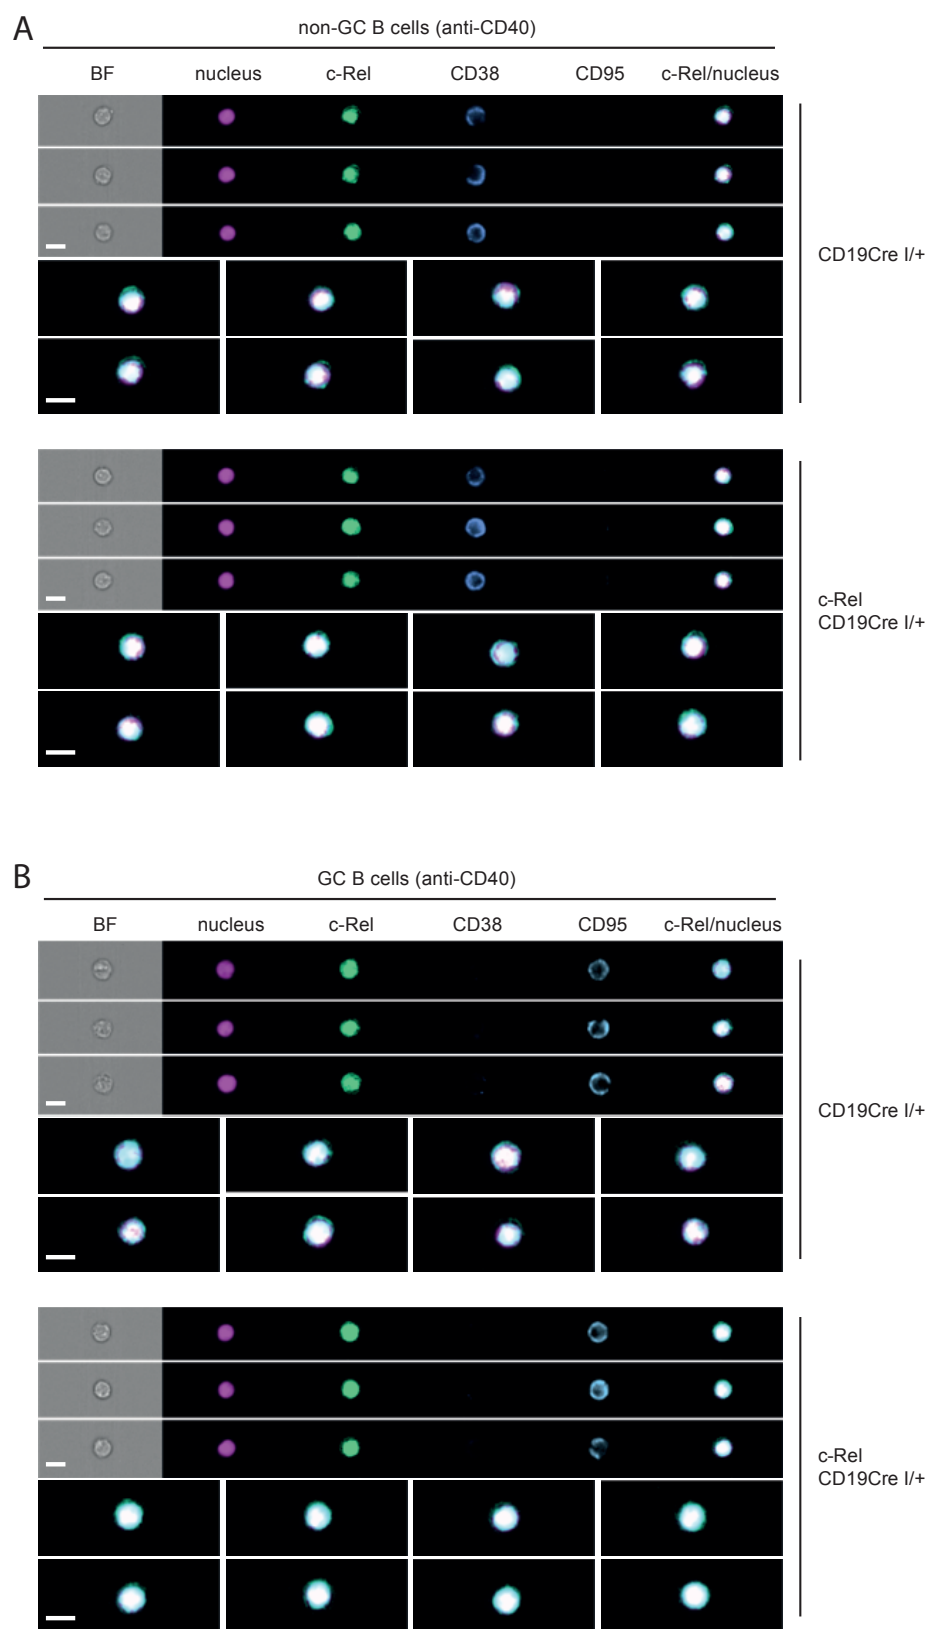 A
non-GC B cells (anti-CD40)
BF nucleus c-Rel CD38 CD95 c-Rel/nucleus
CD19Cre I/+
c-Rel
CD19Cre I/+
B
GC B cells (anti-CD40)
BF nucleus c-Rel CD38 CD95 c-Rel/nucleus
CD19Cre I/+
c-Rel
CD19Cre I/+